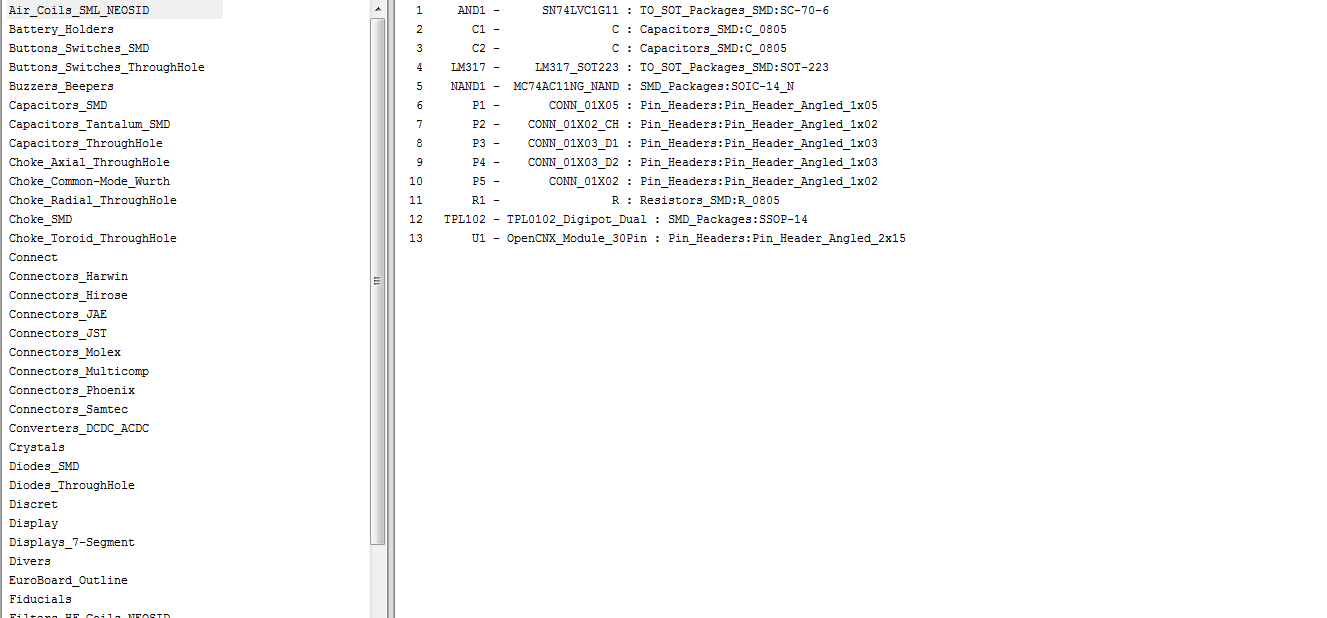 Air_Coils_SML_NEOSID
Battery_Holders
Buttons_Switches_SMD
Buttons_Switches_ThroughHole
Buzzers_Beepers
Capacitors_SMD
Capacitors_Tantalum_SMD
Capacitors_ThroughHole
Choke_Axial_ThroughHole
Choke_Common-Mode_Wurth
Choke_Radial_ThroughHole
Choke_SMD
Choke_Toroid_ThroughHole
Connect
Connectors_Harwin
Connectors_Hirose
Connectors_JAE
Connectors_JST
Connectors_Molex
Connectors_Multicomp
Connectors_Phoenix
Connectors_Samtec
Converters_DCDC_ACDC
Crystals
Diodes_SMD
Diodes_ThroughHole
Discret
Display
Displays_7-Segment
Divers
EuroBoard_Outline
Fiducials
Filters_HF_Coils_NEOSID
1 AND1 - SN74LVC1G11 : TO_SOT_Packages_SMD:SC-70-6
2 C1 - C : Capacitors_SMD:C_0805
3 C2 - C : Capacitors_SMD:C_0805
4 LM317 - LM317_SOT223 : TO_SOT_Packages_SMD:SOT-223
5 NAND1 - MC74AC11NG_NAND : SMD_Packages:SOIC-14_N
6 P1 - CONN_01X05 : Pin_Headers:Pin_Header_Angled_1x05
7 P2 - CONN_01X02_CH : Pin_Headers:Pin_Header_Angled_1x02
8 P3 - CONN_01X03_D1 : Pin_Headers:Pin_Header_Angled_1x03
9 P4 - CONN_01X03_D2 : Pin_Headers:Pin_Header_Angled_1x03
10 P5 - CONN_01X02 : Pin_Headers:Pin_Header_Angled_1x02
11 R1 - R : Resistors_SMD:R_0805
12 TPL102 - TPL0102_Digipot_Dual : SMD_Packages:SSOP-14
13 U1 - OpenCNX_Module_30Pin : Pin_Headers:Pin_Header_Angled_2x15